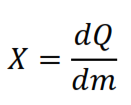 X = dQ/dm